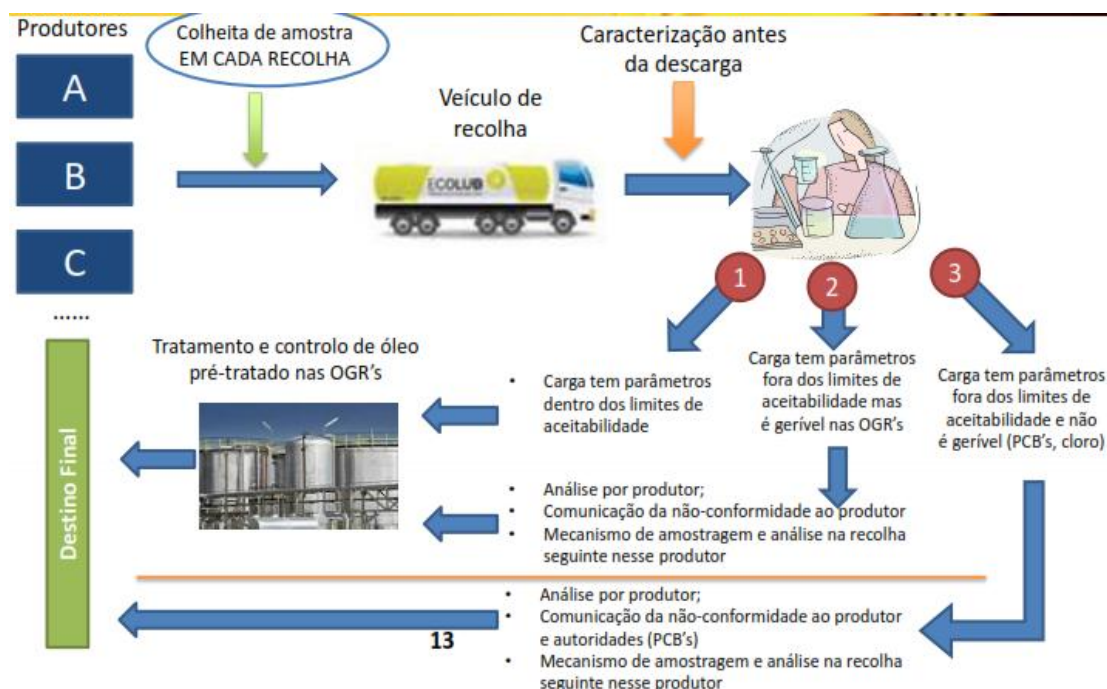 Produtores
A
B
C
......
Colheita de amostra
EM CADA RECOLHA
Veículo de
recolha
ECOLUB
Caracterização antes
da descarga
1
2
3
Carga tem parâmetros
dentro dos limites de
aceitabilidade
Carga tem parâmetros
fora dos limites de
aceitabilidade mas
é gerível nas OGR's
Carga tem parâmetros
fora dos limites de
aceitabilidade e não
é gerível (PCB's, cloro)
Tratamento e controlo de óleo
pré-tratado nas OGR's
• Análise por produtor;
• Comunicação da não-conformidade ao produtor
• Mecanismo de amostragem e análise na recolha
seguinte nesse produtor
• Análise por produtor;
• Comunicação da não-conformidade ao produtor
e autoridades (PCB's)
• Mecanismo de amostragem e análise na recolha
seguinte nesse produtor
Destino Final
13